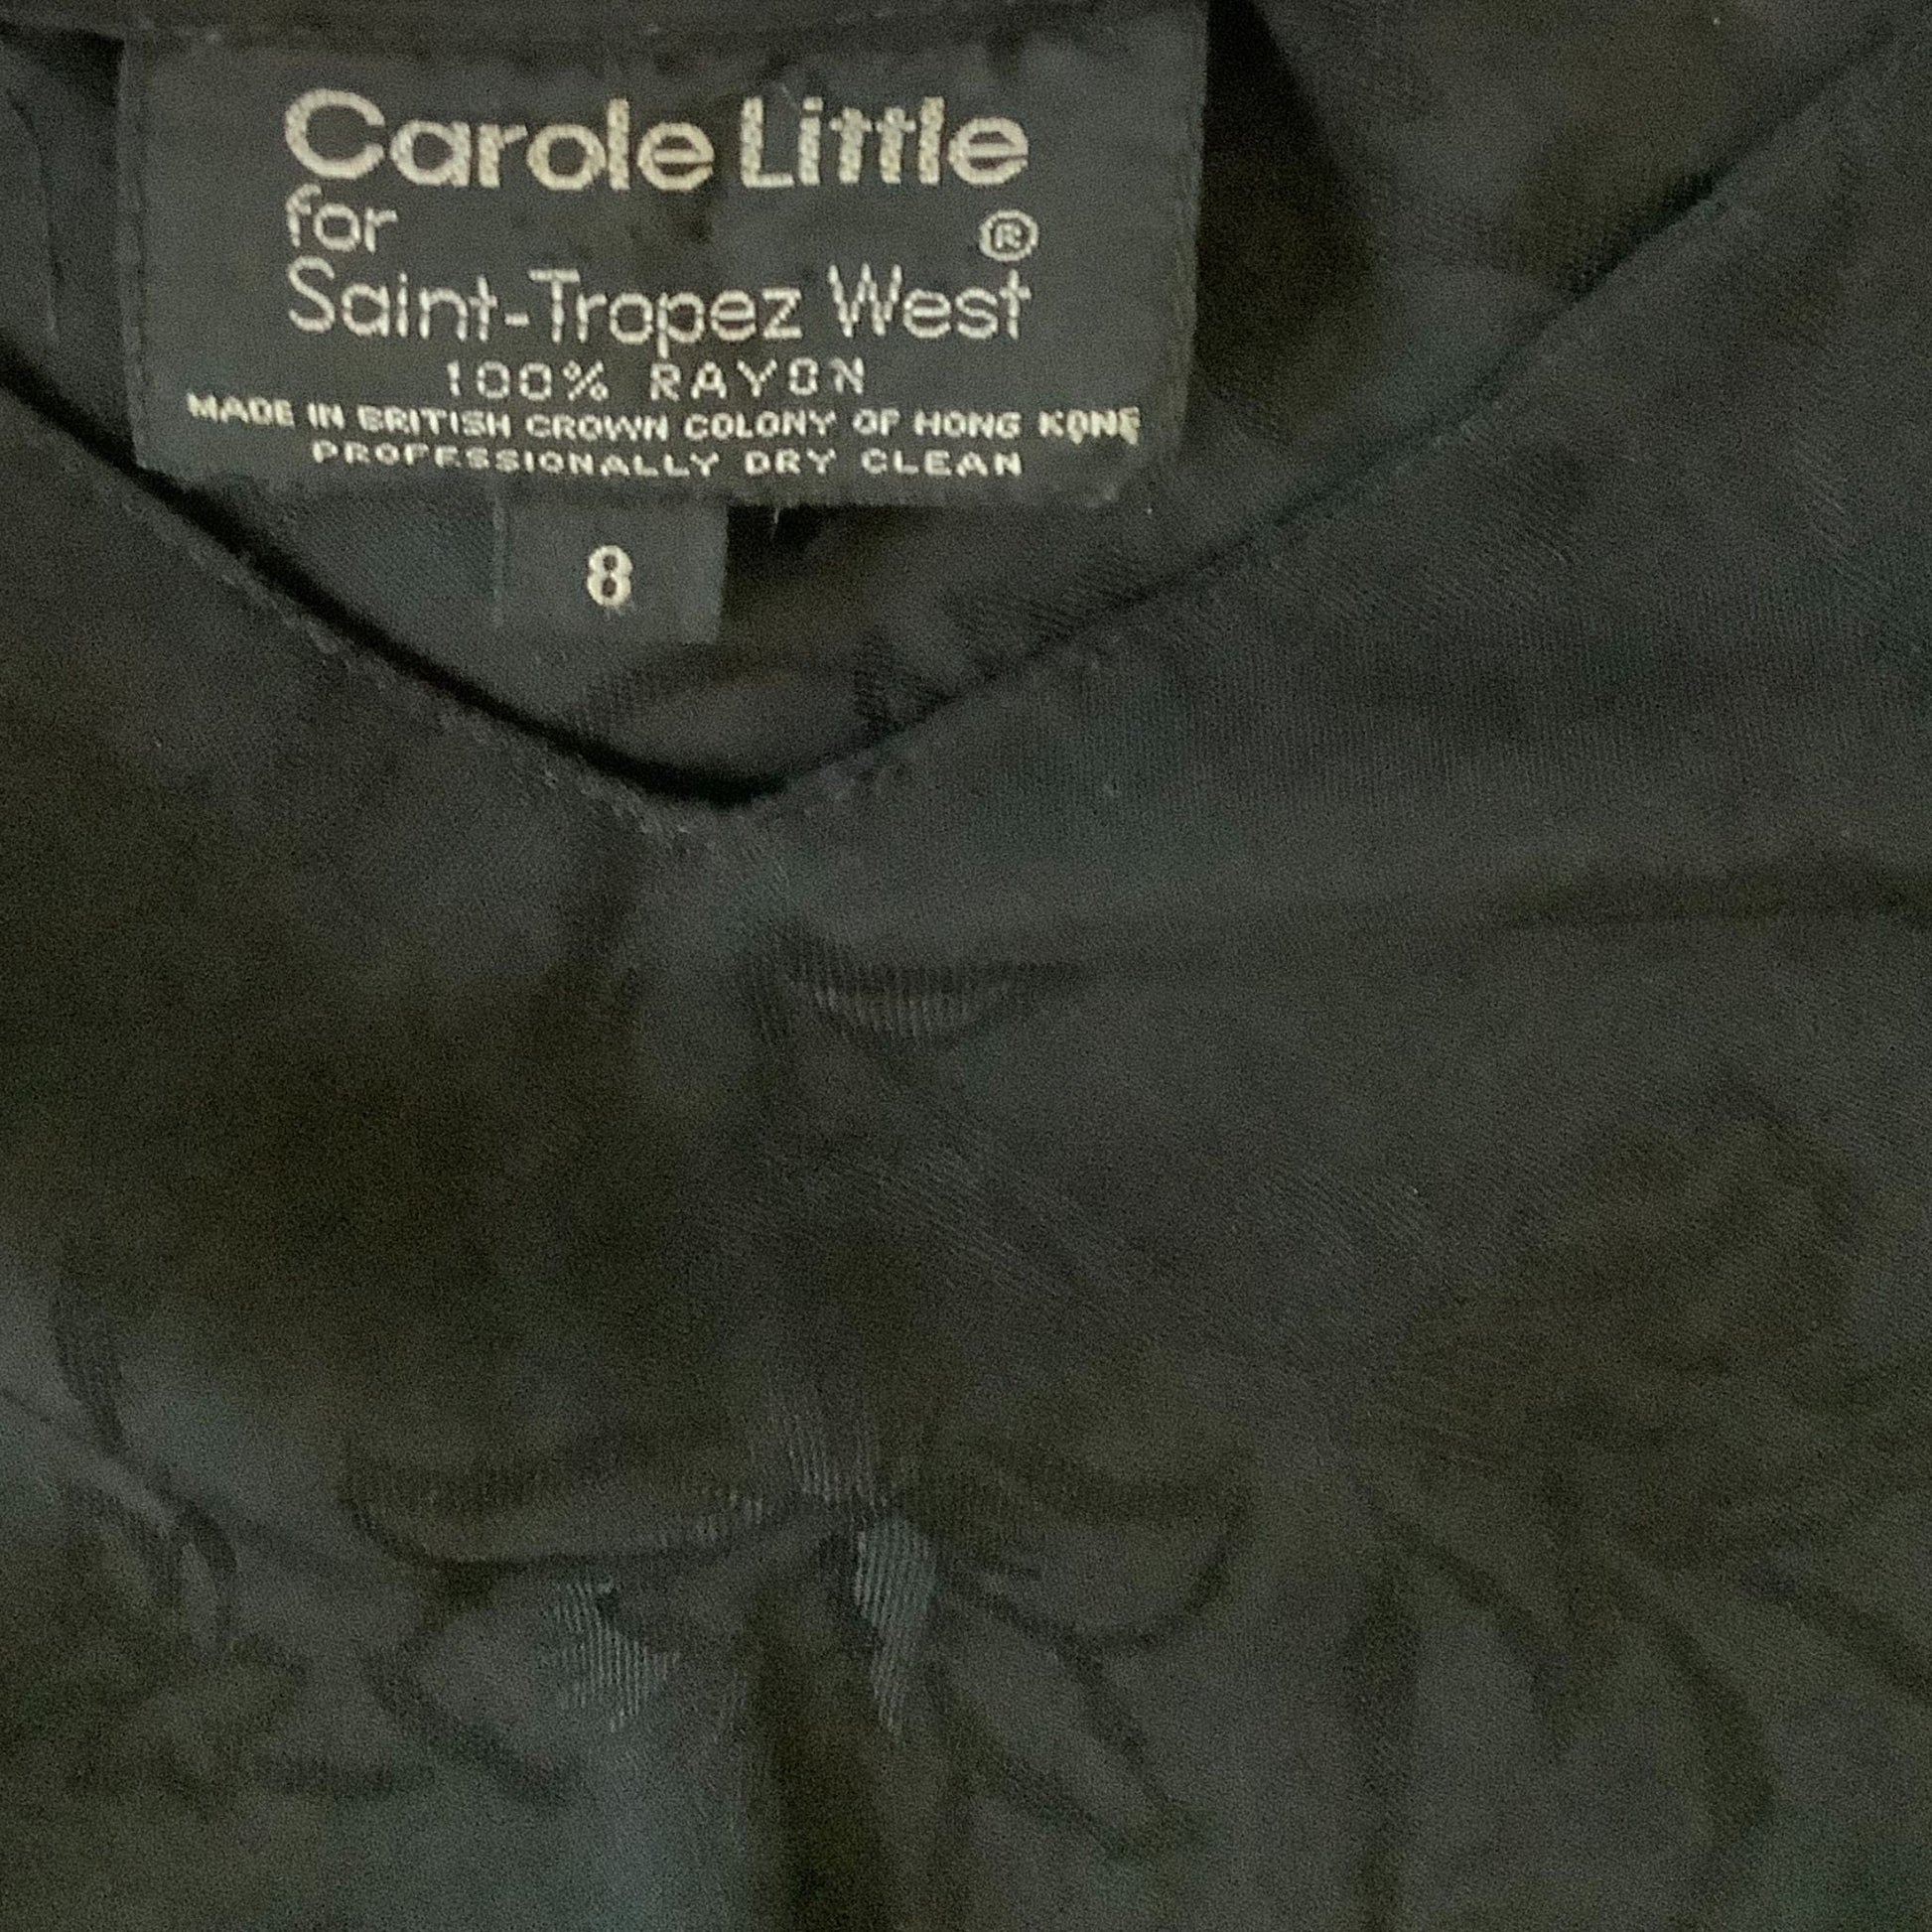 Carole Little
for ®
Saint-Tropez West
100% RAYON
MADE IN BRITISH CROWN COLONY OF HONG KONG
PROFESSIONALLY DRY CLEAN
8